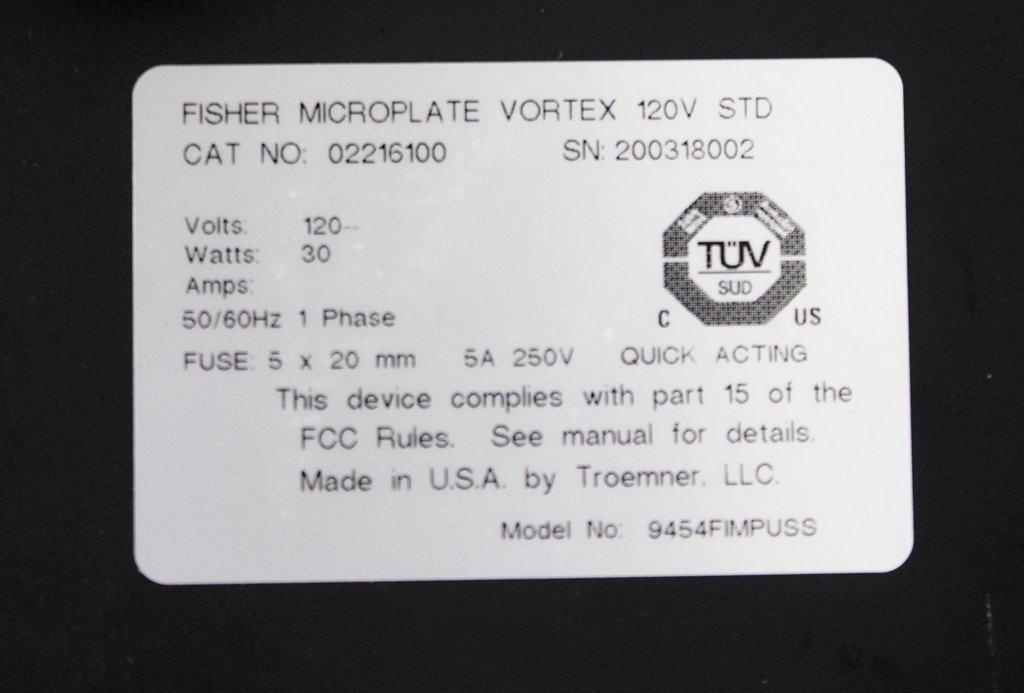 FISHER MICROPLATE VORTEX 120V STD
CAT NO: 02216100 SN: 200318002
Volts: 120~
Watts: 30
Amps:
50/60Hz 1 Phase
TÜV
SUD
C US
FUSE: 5 x 20 mm 5A 250V QUICK ACTING
This device complies with part 15 of the
FCC Rules. See manual for details.
Made in U.S.A. by Troemner, LLC.
Model No: 9454FIMPUSS